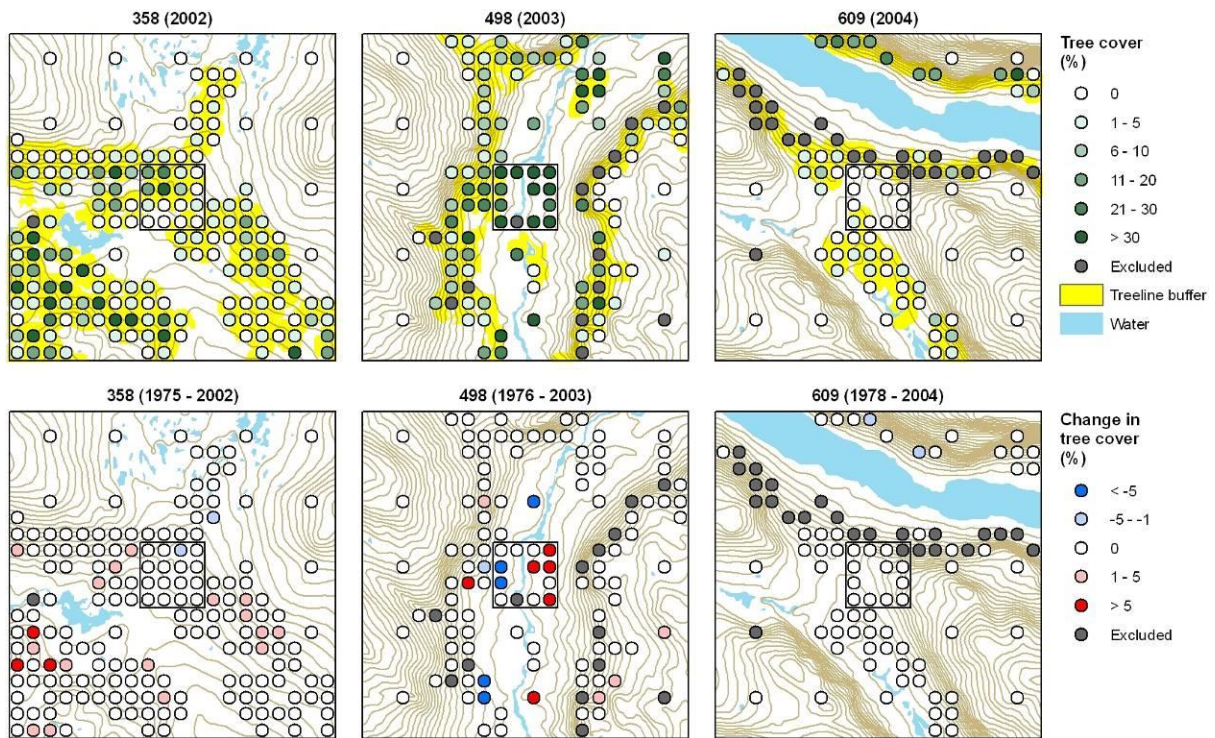 358 (2002)
498 (2003)
609 (2004)
Tree cover
(%)
0
1 - 5
6 - 10
11 - 20
21 - 30
> 30
Excluded
Treeline buffer
Water
358 (1975 - 2002)
498 (1976 - 2003)
609 (1978 - 2004)
Change in
tree cover
(%)
< -5
-5 - -1
0
1 - 5
> 5
Excluded